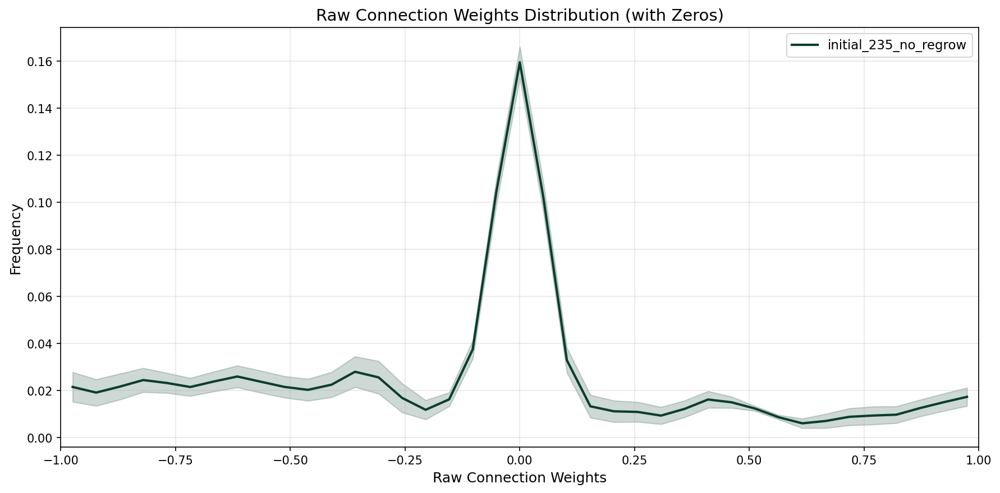 Raw Connection Weights Distribution (with Zeros)
initial_235_no_regrow
Frequency
0.16
0.14
0.12
0.10
0.08
0.06
0.04
0.02
0.00
−1.00 −0.75 −0.50 −0.25 0.00 0.25 0.50 0.75 1.00
Raw Connection Weights